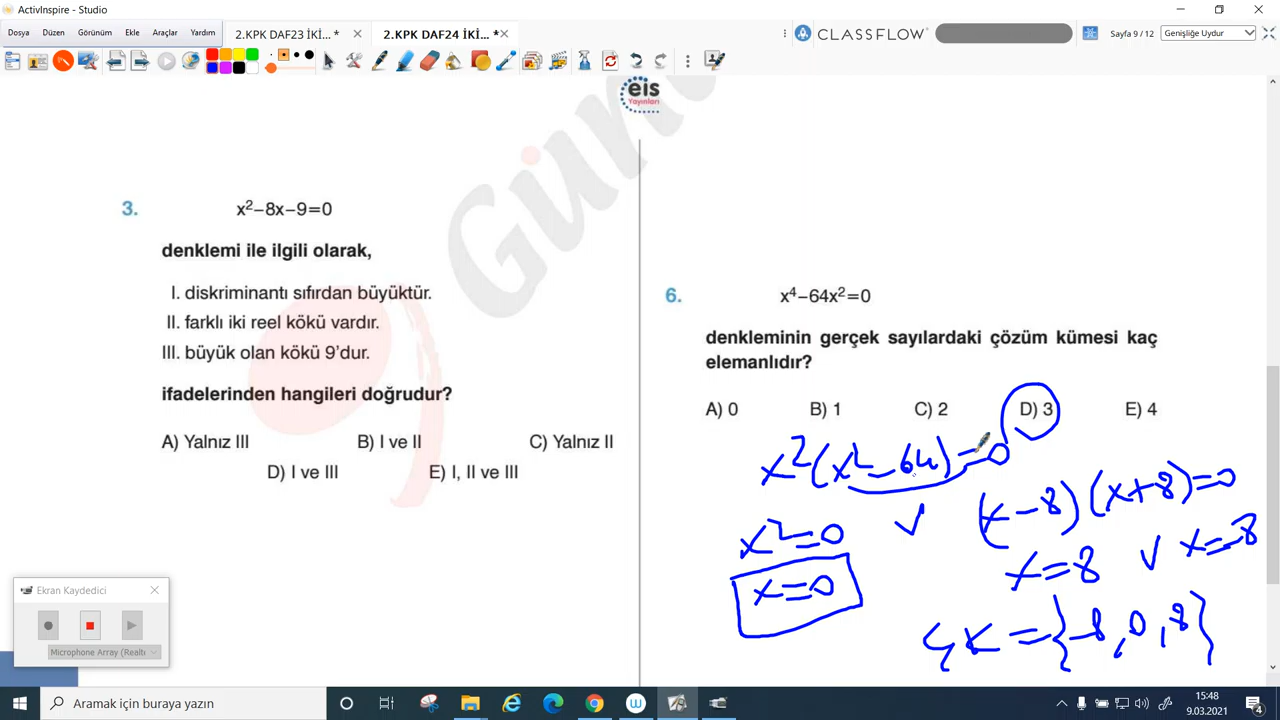 ActivInspire - Studio
Dosya Düzen Görünüm Ekle Araçlar Yardım
2.KPK DAF23 İKİ... *
2.KPK DAF24 İKİ... *
CLASSFLOW
Sayfa 9 / 12
Genişliğe Uydur
eis
Yayınları
Günd
3. x²–8x–9=0
denklemi ile ilgili olarak,
I. diskriminantı sıfırdan büyüktür.
II. farklı iki reel kökü vardır.
III. büyük olan kökü 9'dur.
ifadelerinden hangileri doğrudur?
A) Yalnız III B) I ve II C) Yalnız II
D) I ve III E) I, II ve III
6. x⁴–64x²=0
denkleminin gerçek sayılardaki çözüm kümesi kaç
elemanlıdır?
A) 0 B) 1 C) 2 D) 3 E) 4
x²(x²-64)=0
(x-8)(x+8)=0
x²=0
x=8 ∨ x=-8
x=0
ÇK={-8,0,8}
Ekran Kaydedici
Microphone Array (Realte
Aramak için buraya yazın
15:48
9.03.2021
4